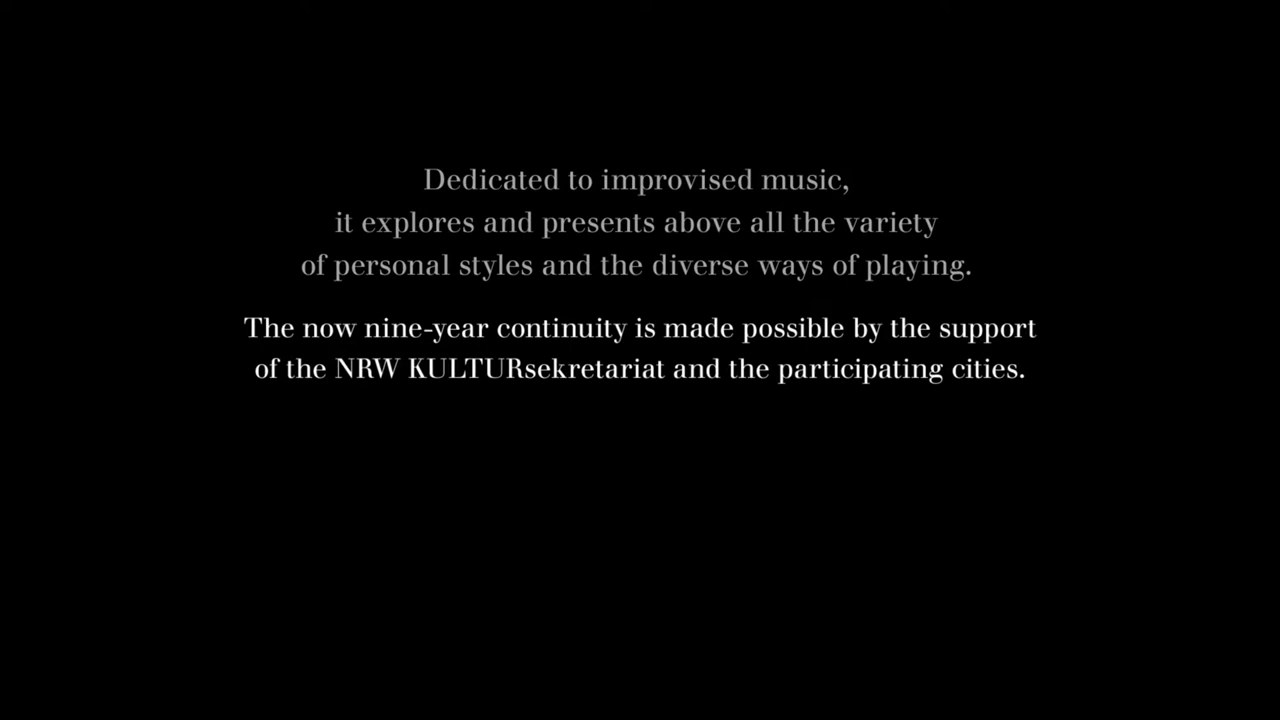 Dedicated to improvised music,
it explores and presents above all the variety
of personal styles and the diverse ways of playing.
The now nine-year continuity is made possible by the support
of the NRW KULTURsekretariat and the participating cities.